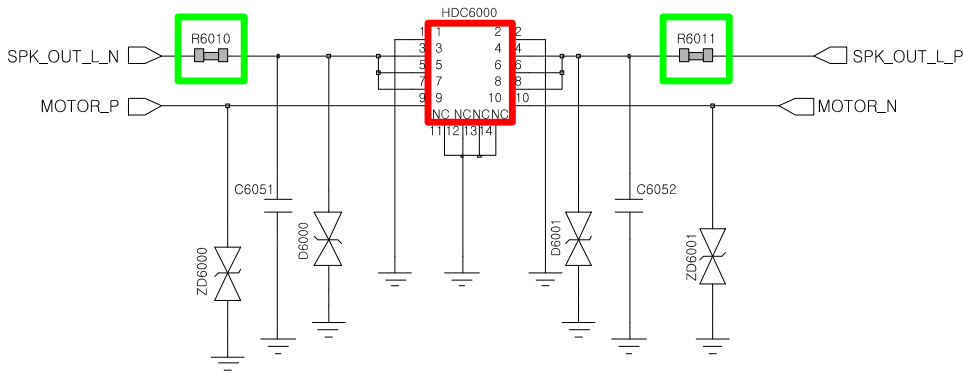 HDC6000
R6010
R6011
SPK_OUT_L_N
SPK_OUT_L_P
1 1 2 2
3 3 4 4
5 5 6 6
7 7 8 8
9 9 10 10
MOTOR_P
MOTOR_N
NC NC NC NC
11 12 13 14
C6051
C6052
D6000
D6001
ZD6000
ZD6001